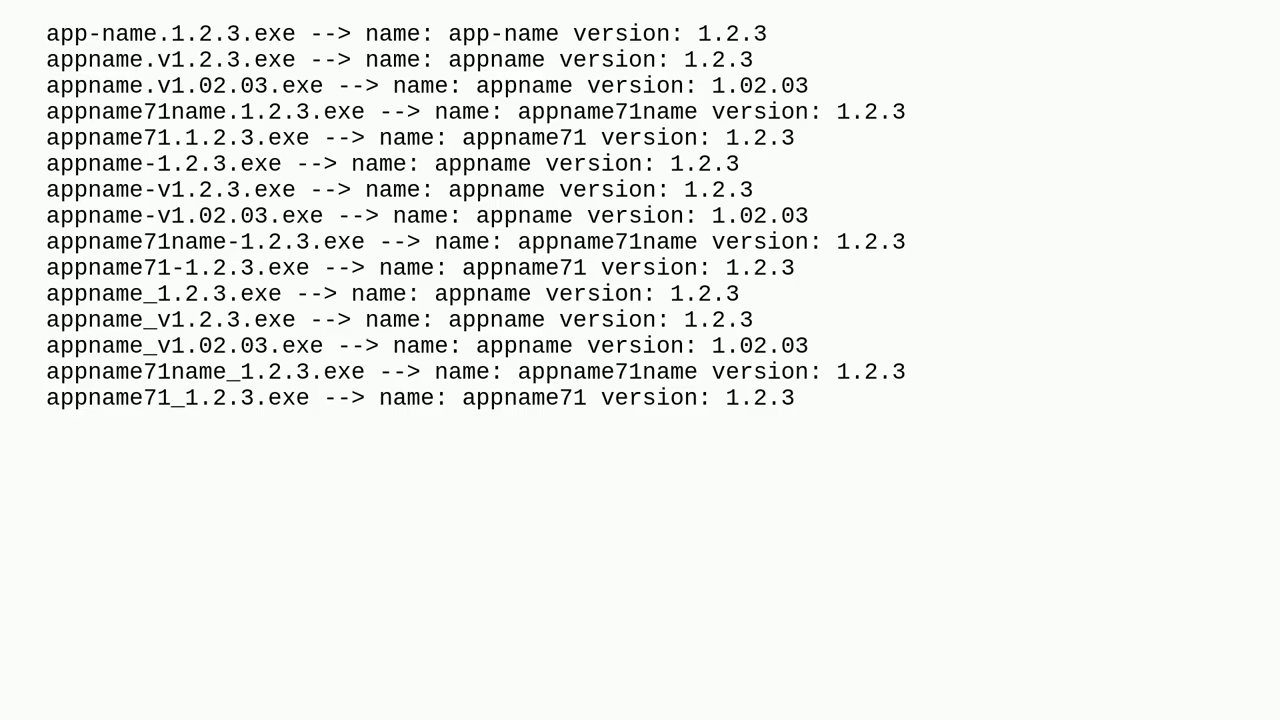 app-name.1.2.3.exe --> name: app-name version: 1.2.3
appname.v1.2.3.exe --> name: appname version: 1.2.3
appname.v1.02.03.exe --> name: appname version: 1.02.03
appname71name.1.2.3.exe --> name: appname71name version: 1.2.3
appname71.1.2.3.exe --> name: appname71 version: 1.2.3
appname-1.2.3.exe --> name: appname version: 1.2.3
appname-v1.2.3.exe --> name: appname version: 1.2.3
appname-v1.02.03.exe --> name: appname version: 1.02.03
appname71name-1.2.3.exe --> name: appname71name version: 1.2.3
appname71-1.2.3.exe --> name: appname71 version: 1.2.3
appname_1.2.3.exe --> name: appname version: 1.2.3
appname_v1.2.3.exe --> name: appname version: 1.2.3
appname_v1.02.03.exe --> name: appname version: 1.02.03
appname71name_1.2.3.exe --> name: appname71name version: 1.2.3
appname71_1.2.3.exe --> name: appname71 version: 1.2.3